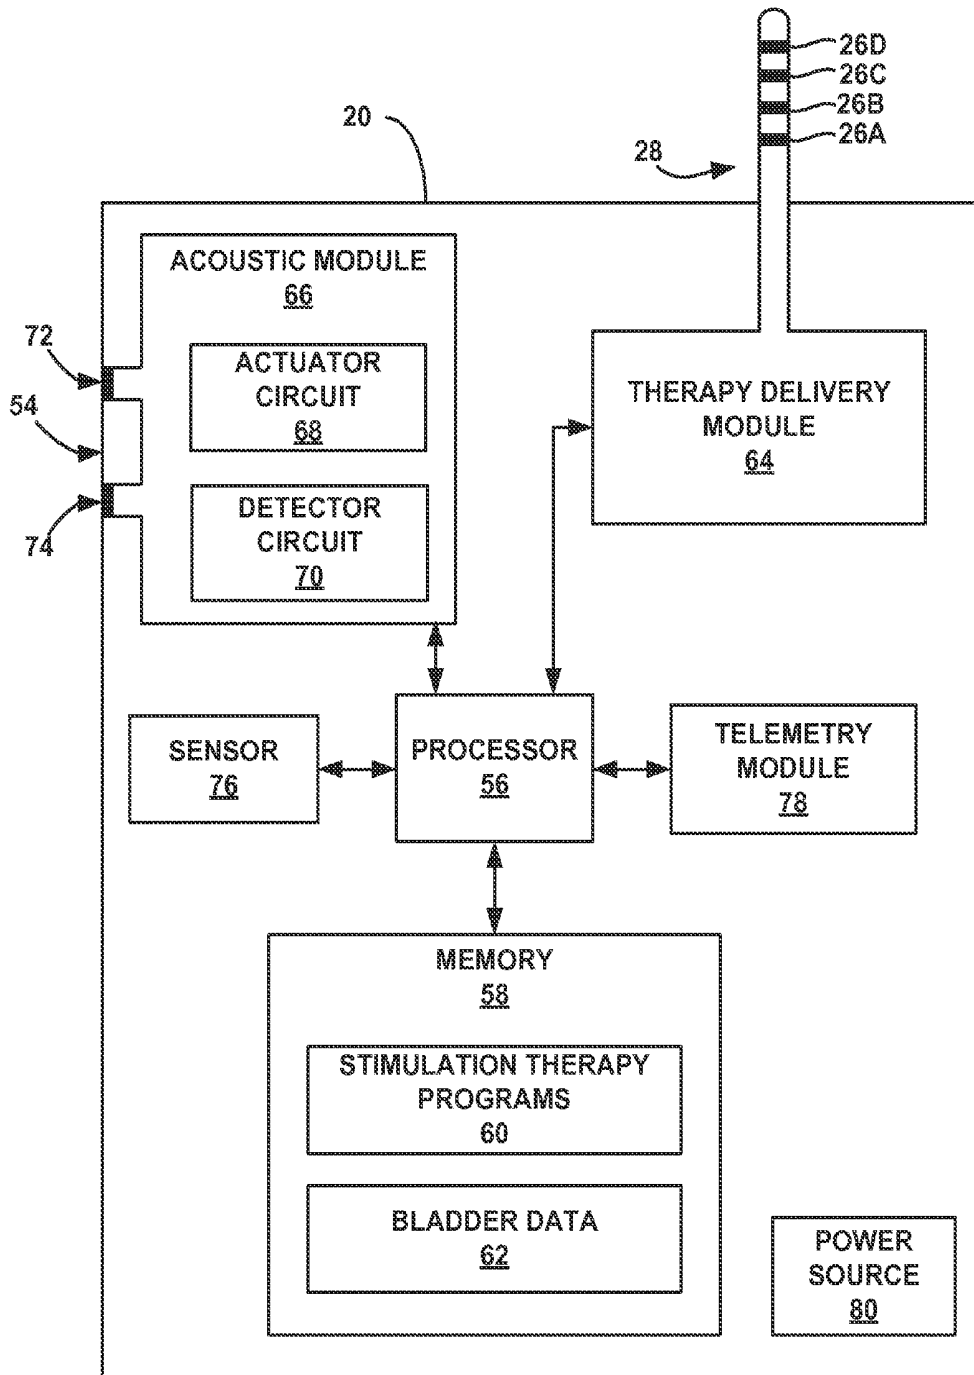 26D
26C
26B
26A
20
28
ACOUSTIC MODULE
66
72
ACTUATOR
CIRCUIT
68
54
THERAPY DELIVERY
MODULE
64
DETECTOR
CIRCUIT
70
74
SENSOR
76
PROCESSOR
56
TELEMETRY
MODULE
78
MEMORY
58
STIMULATION THERAPY
PROGRAMS
60
BLADDER DATA
62
POWER
SOURCE
80